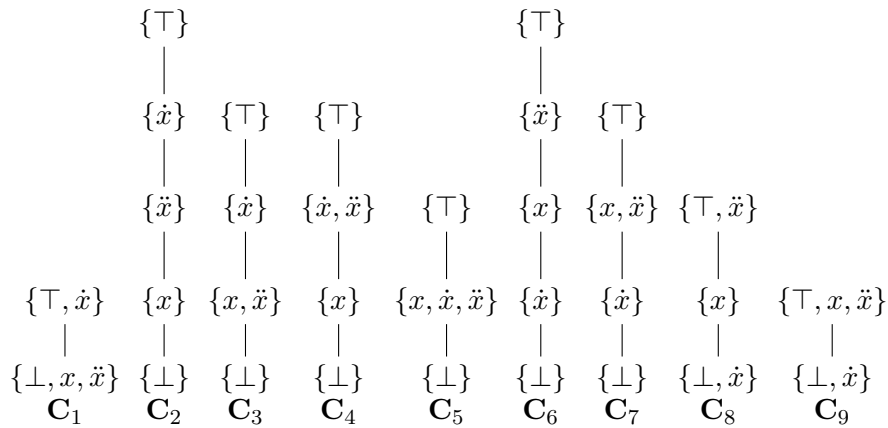 {⊤} {⊤}
{ẋ} {⊤} {⊤} {ẍ} {⊤}
{ẍ} {ẋ} {ẋ, ẍ} {⊤} {x} {x, ẍ} {⊤, ẍ}
{⊤, ẋ} {x} {x, ẍ} {x} {x, ẋ, ẍ} {ẋ} {ẋ} {x} {⊤, x, ẍ}
{⊥, x, ẍ} {⊥} {⊥} {⊥} {⊥} {⊥} {⊥} {⊥, ẋ} {⊥, ẋ}
C₁ C₂ C₃ C₄ C₅ C₆ C₇ C₈ C₉